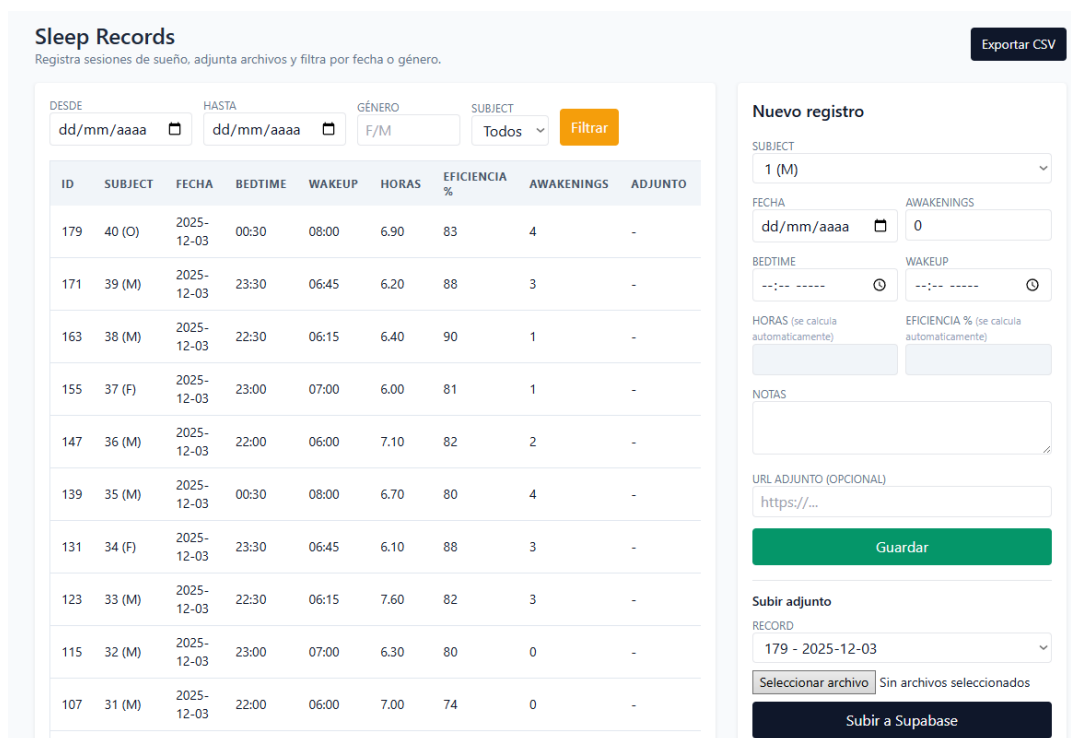 Sleep Records
Registra sesiones de sueño, adjunta archivos y filtra por fecha o género.
Exportar CSV
DESDE HASTA GÉNERO SUBJECT
dd/mm/aaaa dd/mm/aaaa F/M Todos Filtrar
ID SUBJECT FECHA BEDTIME WAKEUP HORAS EFICIENCIA % AWAKENINGS ADJUNTO
179 40 (O) 2025-12-03 00:30 08:00 6.90 83 4 -
171 39 (M) 2025-12-03 23:30 06:45 6.20 88 3 -
163 38 (M) 2025-12-03 22:30 06:15 6.40 90 1 -
155 37 (F) 2025-12-03 23:00 07:00 6.00 81 1 -
147 36 (M) 2025-12-03 22:00 06:00 7.10 82 2 -
139 35 (M) 2025-12-03 00:30 08:00 6.70 80 4 -
131 34 (F) 2025-12-03 23:30 06:45 6.10 88 3 -
123 33 (M) 2025-12-03 22:30 06:15 7.60 82 3 -
115 32 (M) 2025-12-03 23:00 07:00 6.30 80 0 -
107 31 (M) 2025-12-03 22:00 06:00 7.00 74 0 -
Nuevo registro
SUBJECT
1 (M)
FECHA AWAKENINGS
dd/mm/aaaa 0
BEDTIME WAKEUP
--:-- ----- --:-- -----
HORAS (se calcula automaticamente) EFICIENCIA % (se calcula automaticamente)
NOTAS
URL ADJUNTO (OPCIONAL)
https://...
Guardar
Subir adjunto
RECORD
179 - 2025-12-03
Seleccionar archivo Sin archivos seleccionados
Subir a Supabase